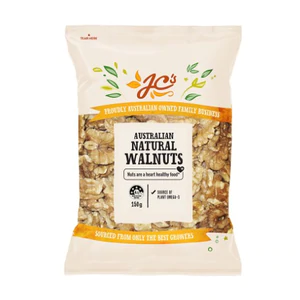 JC's
PROUDLY AUSTRALIAN OWNED FAMILY BUSINESS
AUSTRALIAN
NATURAL
WALNUTS
Nuts are a heart healthy food*
150g
SOURCE OF
PLANT OMEGA-3
SOURCED FROM ONLY THE BEST GROWERS